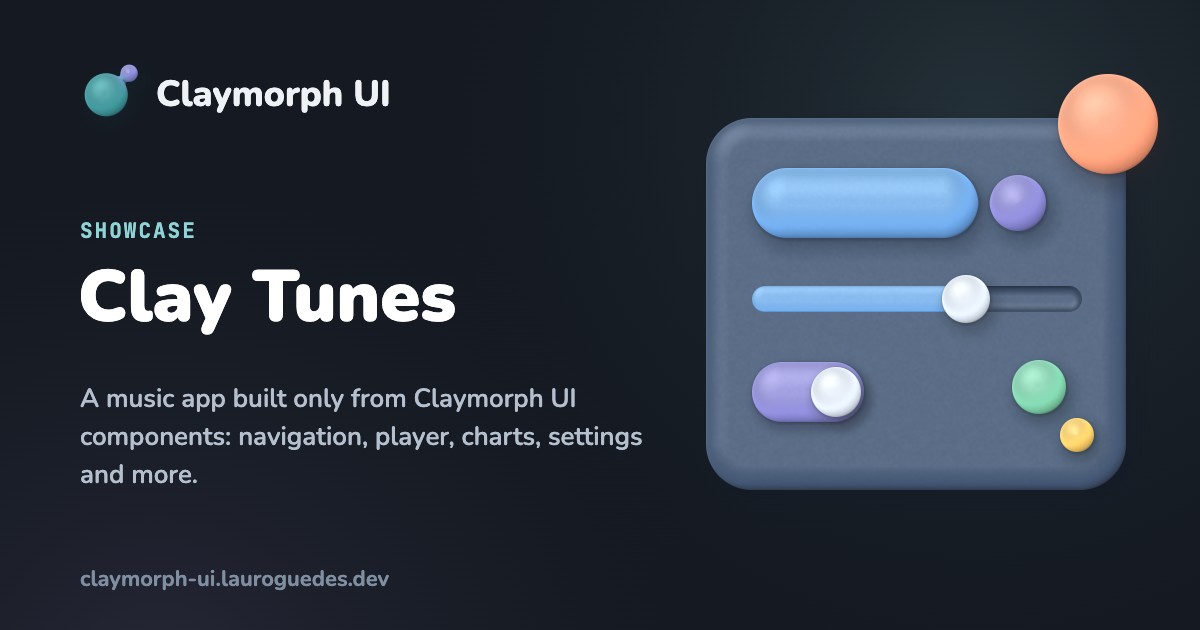 Claymorph UI
SHOWCASE
Clay Tunes
A music app built only from Claymorph UI
components: navigation, player, charts, settings
and more.
claymorph-ui.lauroguedes.dev